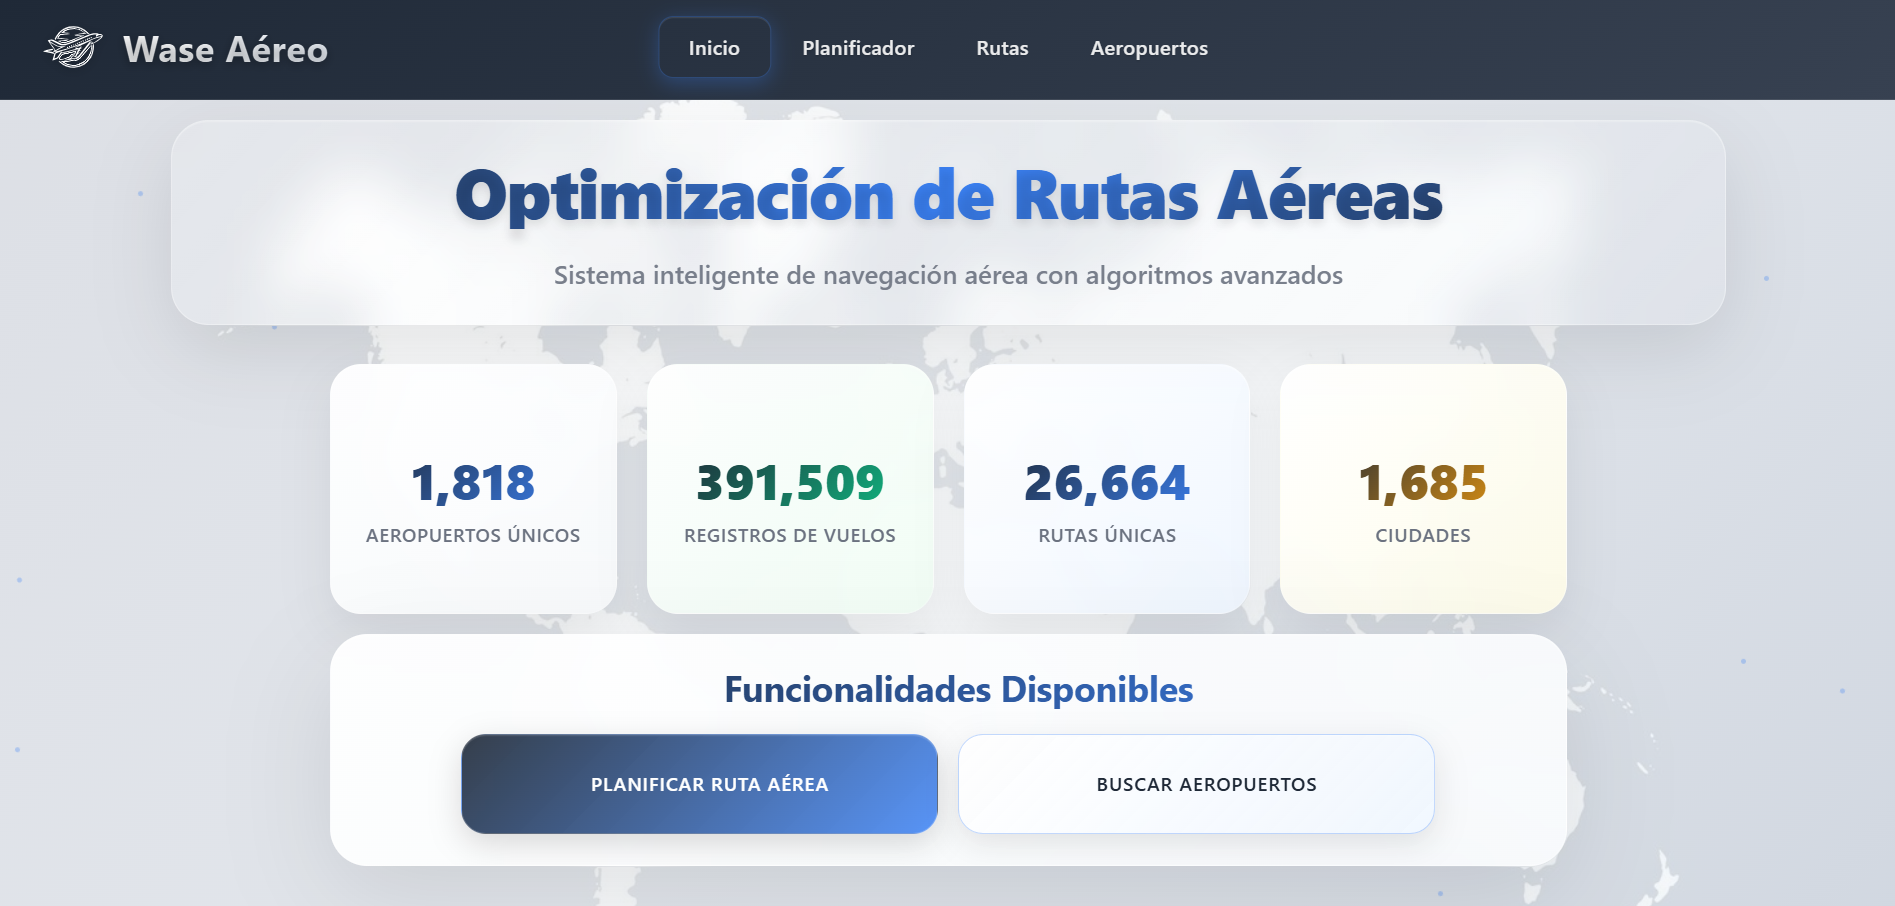 Wase Aéreo
Inicio
Planificador
Rutas
Aeropuertos
Optimización de Rutas Aéreas
Sistema inteligente de navegación aérea con algoritmos avanzados
1,818
AEROPUERTOS ÚNICOS
391,509
REGISTROS DE VUELOS
26,664
RUTAS ÚNICAS
1,685
CIUDADES
Funcionalidades Disponibles
PLANIFICAR RUTA AÉREA
BUSCAR AEROPUERTOS